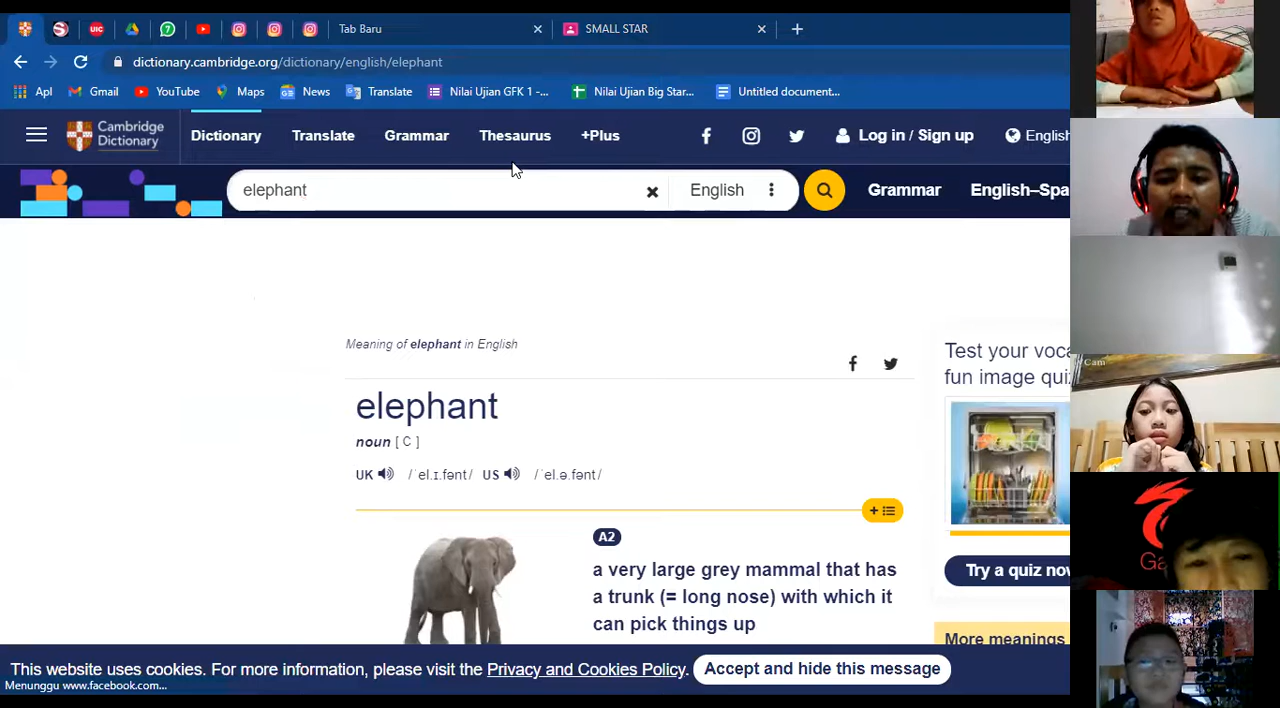 Tab Baru
SMALL STAR
dictionary.cambridge.org/dictionary/english/elephant
Apl Gmail YouTube Maps News Translate Nilai Ujian GFK 1 -... Nilai Ujian Big Star... Untitled document...
Cambridge Dictionary
Dictionary Translate Grammar Thesaurus +Plus Log in / Sign up English
elephant English Grammar English–Spa
Meaning of elephant in English
elephant
noun [ C ]
UK /ˈel.ɪ.fənt/ US /ˈel.ə.fənt/
A2
a very large grey mammal that has
a trunk (= long nose) with which it
can pick things up
Test your voca
fun image qui
Try a quiz now
More meanings
This website uses cookies. For more information, please visit the Privacy and Cookies Policy. Accept and hide this message
Menunggu www.facebook.com...
UIC
7
Cam
Ga